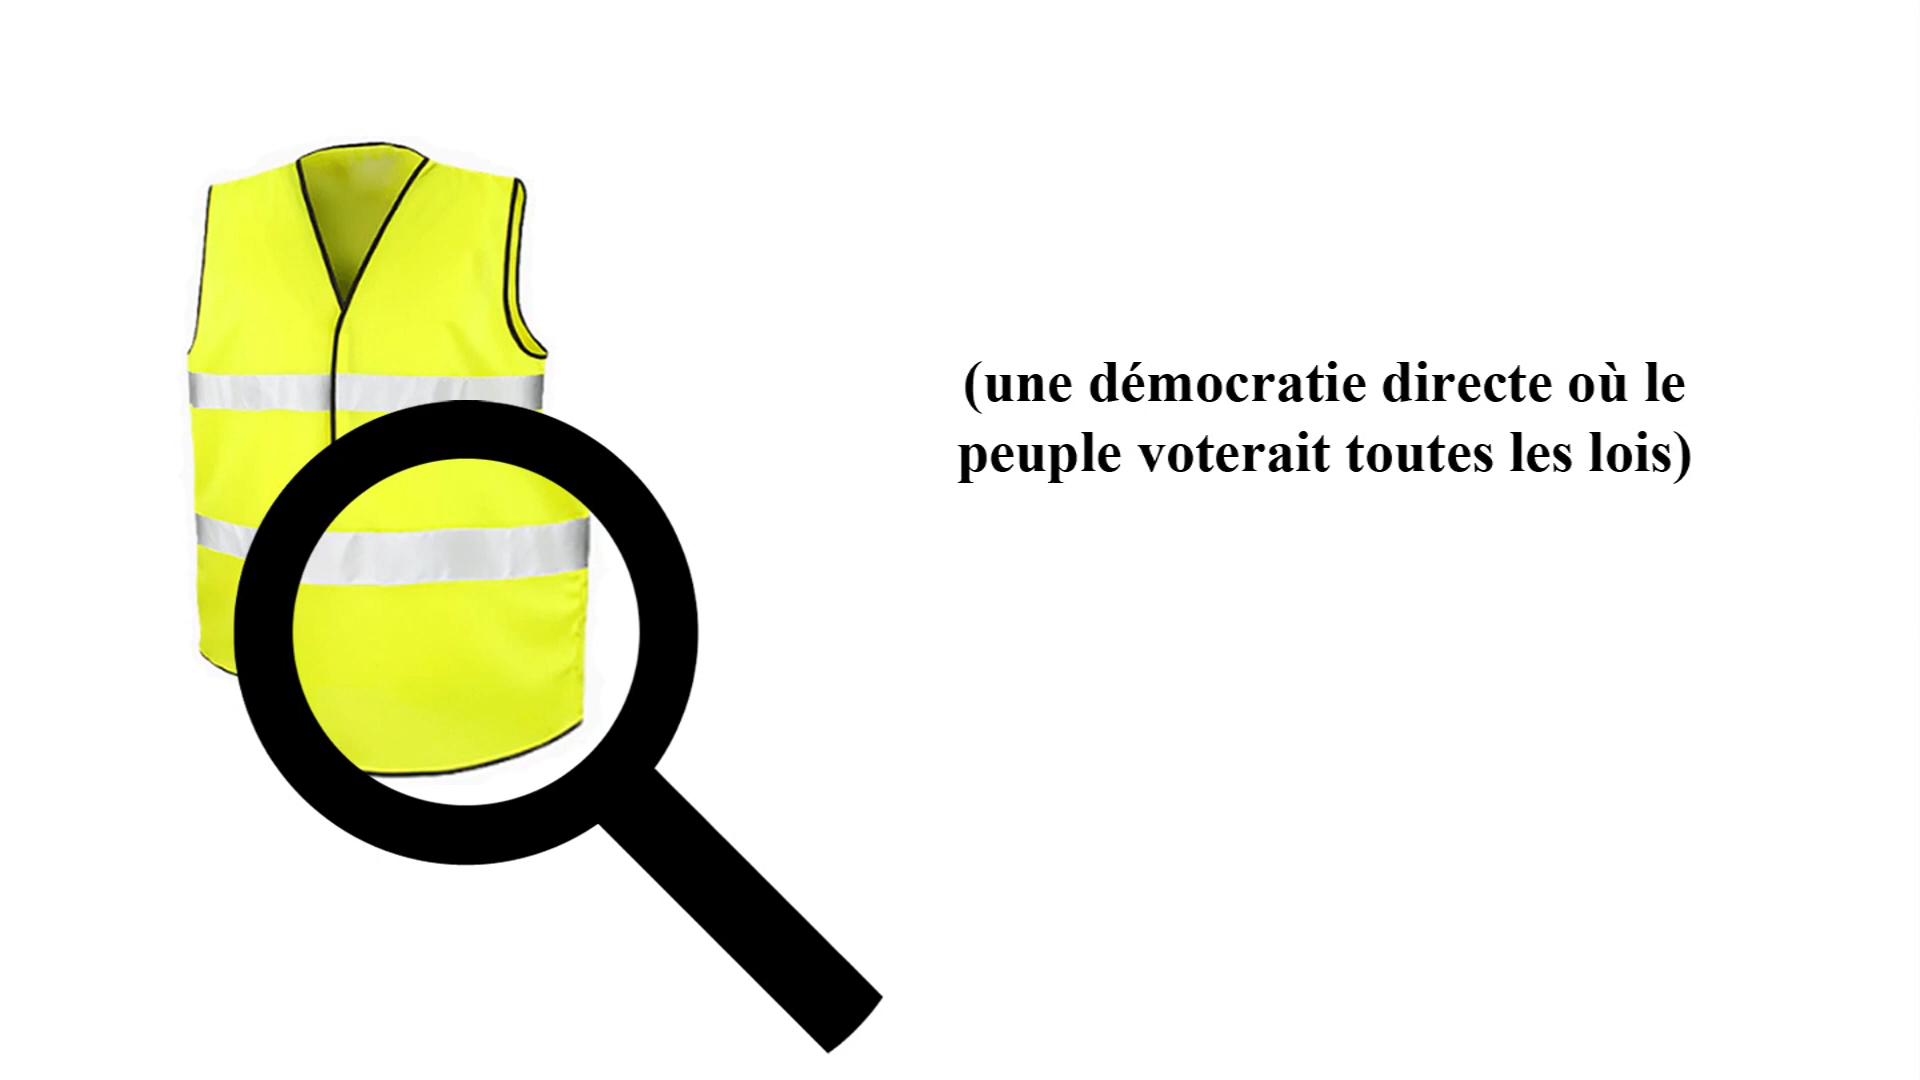 (une démocratie directe où le
peuple voterait toutes les lois)